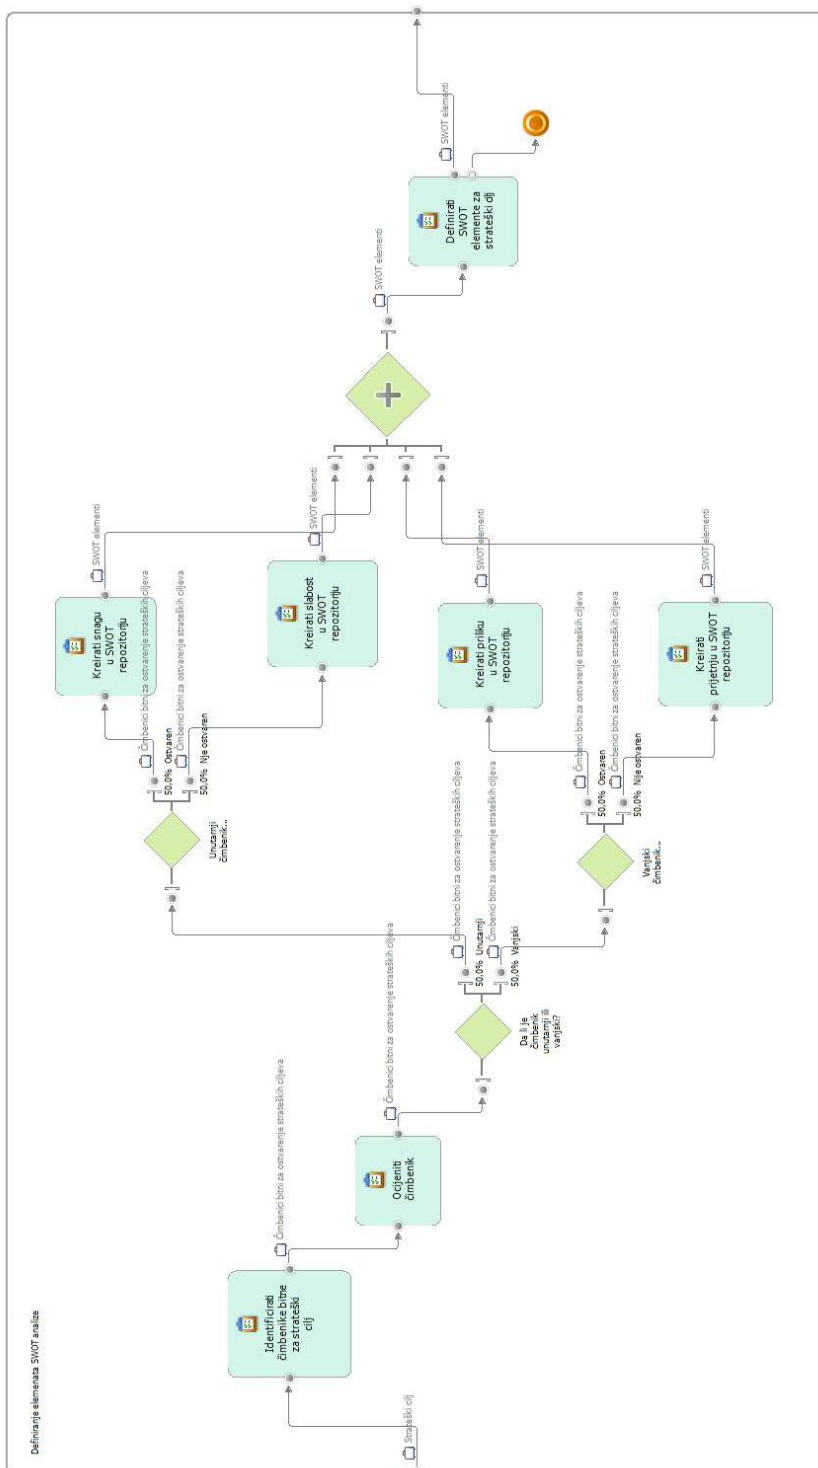 Definiranje elemenata SWOT analize
Strateški cilj
Identificirati
čimbenike bitne
za strateški
cilj
Čimbenici bitni za ostvarenje strateških ciljeva
Ocijeniti
čimbenik
Čimbenici bitni za ostvarenje strateških ciljeva
Da li je
čimbenik
unutarnji ili
vanjski?
50,0% Unutarnji
Čimbenici bitni za ostvarenje strateških ciljeva
50,0% Vanjski
Čimbenici bitni za ostvarenje strateških ciljeva
Unutarnji
čimbenik...
50,0% Ostvaren
Čimbenici bitni za ostvarenje strateških ciljeva
50,0% Nije ostvaren
Čimbenici bitni za ostvarenje strateških ciljeva
Vanjski
čimbenik...
50,0% Ostvaren
Čimbenici bitni za ostvarenje strateških ciljeva
50,0% Nije ostvaren
Čimbenici bitni za ostvarenje strateških ciljeva
Kreirati snagu
u SWOT
repozitoriju
SWOT elementi
Kreirati slabost
u SWOT
repozitoriju
SWOT elementi
Kreirati priliku
u SWOT
repozitoriju
SWOT elementi
Kreirati
prijetnju u SWOT
repozitoriju
SWOT elementi
SWOT elementi
Definirati
SWOT
elemente za
strateški cilj
SWOT elementi